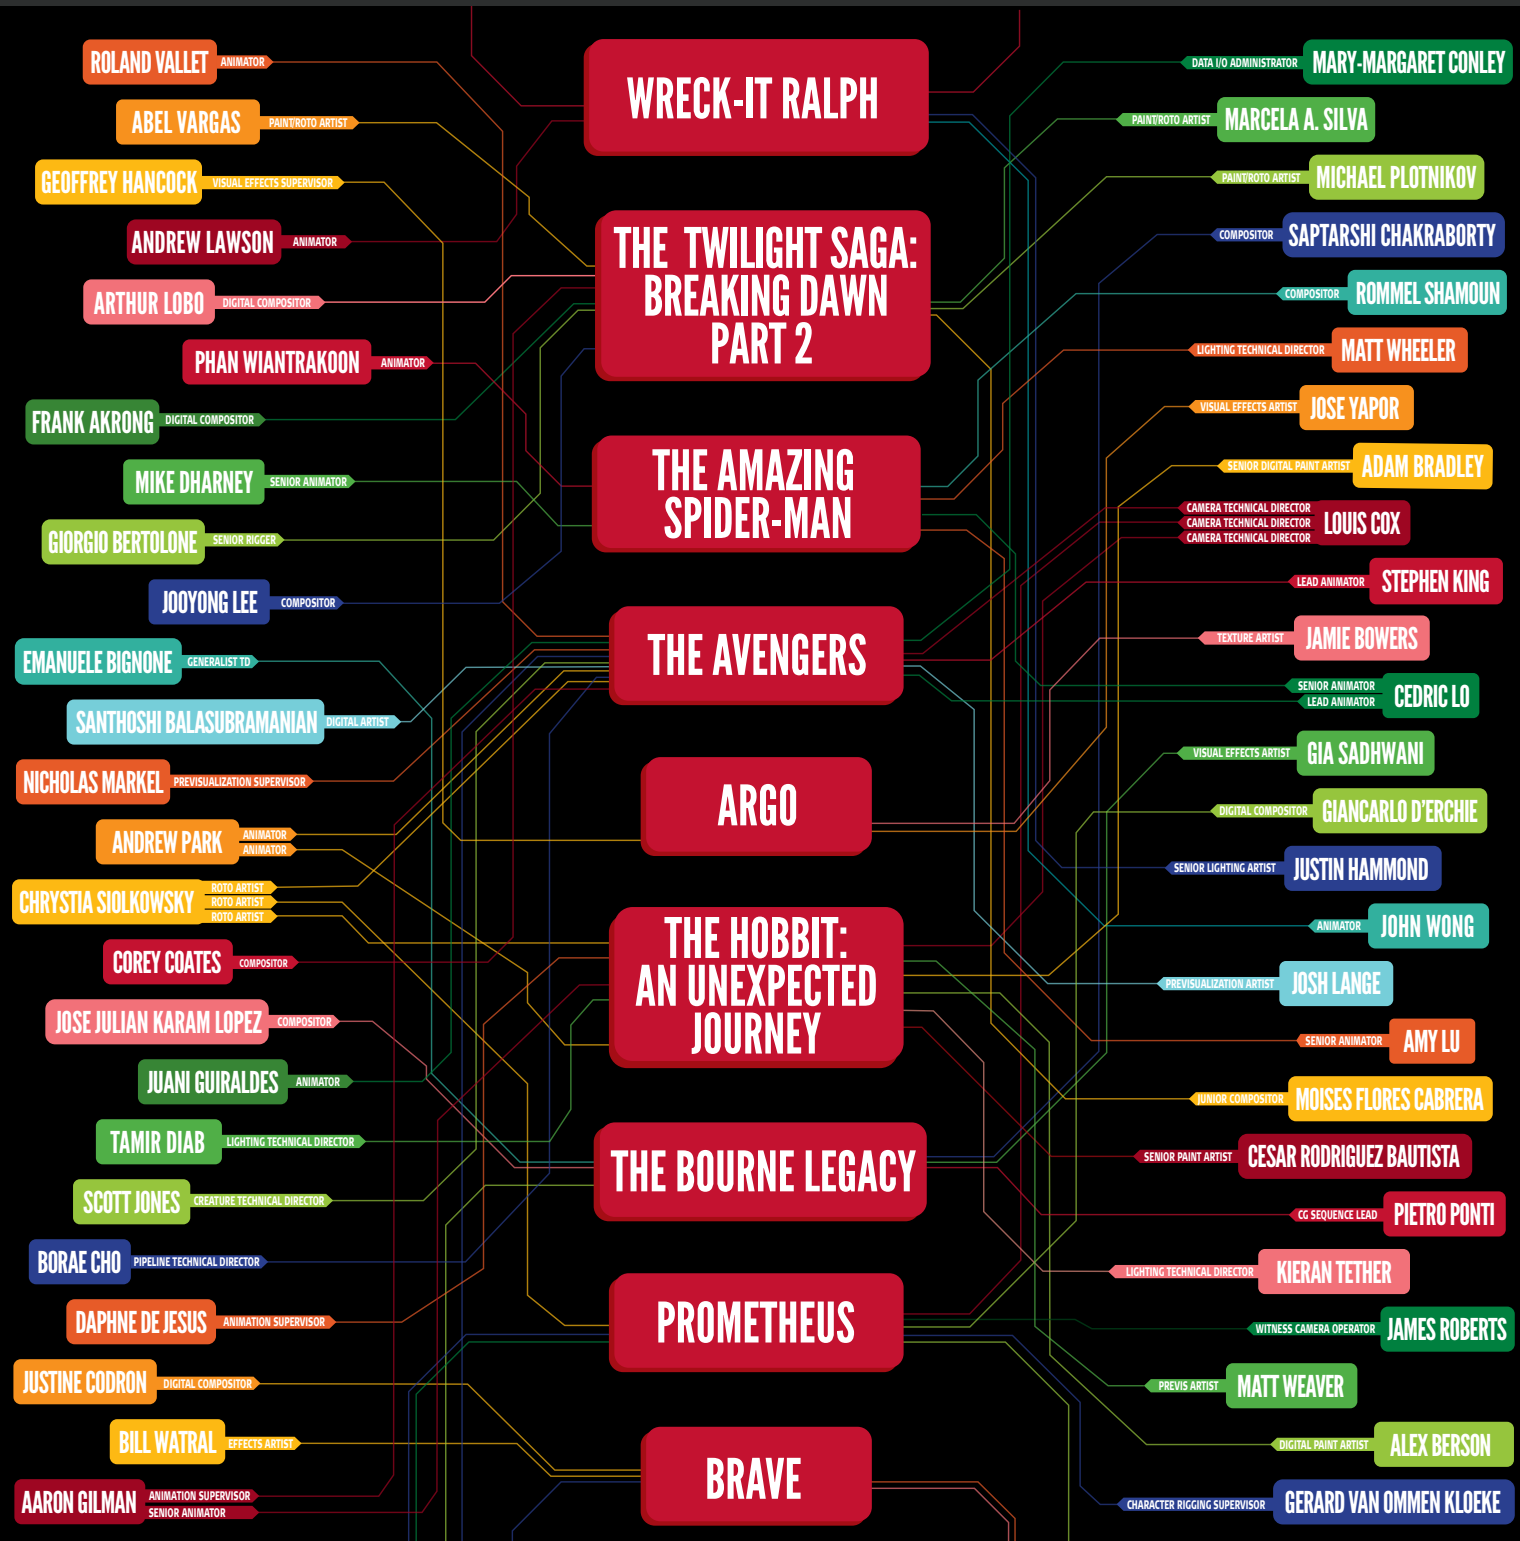 ROLAND VALLET ANIMATOR
ABEL VARGAS PAINT/ROTO ARTIST
GEOFFREY HANCOCK VISUAL EFFECTS SUPERVISOR
ANDREW LAWSON ANIMATOR
ARTHUR LOBO DIGITAL COMPOSITOR
PHAN WIANTRAKOON ANIMATOR
FRANK AKRONG DIGITAL COMPOSITOR
MIKE DHARNEY SENIOR ANIMATOR
GIORGIO BERTOLONE SENIOR RIGGER
JOOYONG LEE COMPOSITOR
EMANUELE BIGNONE GENERALIST TD
SANTHOSHI BALASUBRAMANIAN DIGITAL ARTIST
NICHOLAS MARKEL PREVISUALIZATION SUPERVISOR
ANDREW PARK ANIMATOR
ANIMATOR
CHRYSTIA SIOLKOWSKY ROTO ARTIST
ROTO ARTIST
ROTO ARTIST
COREY COATES COMPOSITOR
JOSE JULIAN KARAM LOPEZ COMPOSITOR
JUANI GUIRALDES ANIMATOR
TAMIR DIAB LIGHTING TECHNICAL DIRECTOR
SCOTT JONES CREATURE TECHNICAL DIRECTOR
BORAE CHO PIPELINE TECHNICAL DIRECTOR
DAPHNE DE JESUS ANIMATION SUPERVISOR
JUSTINE CODRON DIGITAL COMPOSITOR
BILL WATRAL EFFECTS ARTIST
AARON GILMAN ANIMATION SUPERVISOR
SENIOR ANIMATOR
WRECK-IT RALPH
THE TWILIGHT SAGA:
BREAKING DAWN
PART 2
THE AMAZING
SPIDER-MAN
THE AVENGERS
ARGO
THE HOBBIT:
AN UNEXPECTED
JOURNEY
THE BOURNE LEGACY
PROMETHEUS
BRAVE
DATA I/O ADMINISTRATOR MARY-MARGARET CONLEY
PAINT/ROTO ARTIST MARCELA A. SILVA
PAINT/ROTO ARTIST MICHAEL PLOTNIKOV
COMPOSITOR SAPTARSHI CHAKRABORTY
COMPOSITOR ROMMEL SHAMOUN
LIGHTING TECHNICAL DIRECTOR MATT WHEELER
VISUAL EFFECTS ARTIST JOSE YAPOR
SENIOR DIGITAL PAINT ARTIST ADAM BRADLEY
CAMERA TECHNICAL DIRECTOR
CAMERA TECHNICAL DIRECTOR LOUIS COX
CAMERA TECHNICAL DIRECTOR
LEAD ANIMATOR STEPHEN KING
TEXTURE ARTIST JAMIE BOWERS
SENIOR ANIMATOR CEDRIC LO
LEAD ANIMATOR
VISUAL EFFECTS ARTIST GIA SADHWANI
DIGITAL COMPOSITOR GIANCARLO D'ERCHIE
SENIOR LIGHTING ARTIST JUSTIN HAMMOND
ANIMATOR JOHN WONG
PREVISUALIZATION ARTIST JOSH LANGE
SENIOR ANIMATOR AMY LU
JUNIOR COMPOSITOR MOISES FLORES CABRERA
SENIOR PAINT ARTIST CESAR RODRIGUEZ BAUTISTA
CG SEQUENCE LEAD PIETRO PONTI
LIGHTING TECHNICAL DIRECTOR KIERAN TETHER
WITNESS CAMERA OPERATOR JAMES ROBERTS
PREVIS ARTIST MATT WEAVER
DIGITAL PAINT ARTIST ALEX BERSON
CHARACTER RIGGING SUPERVISOR GERARD VAN OMMEN KLOEKE